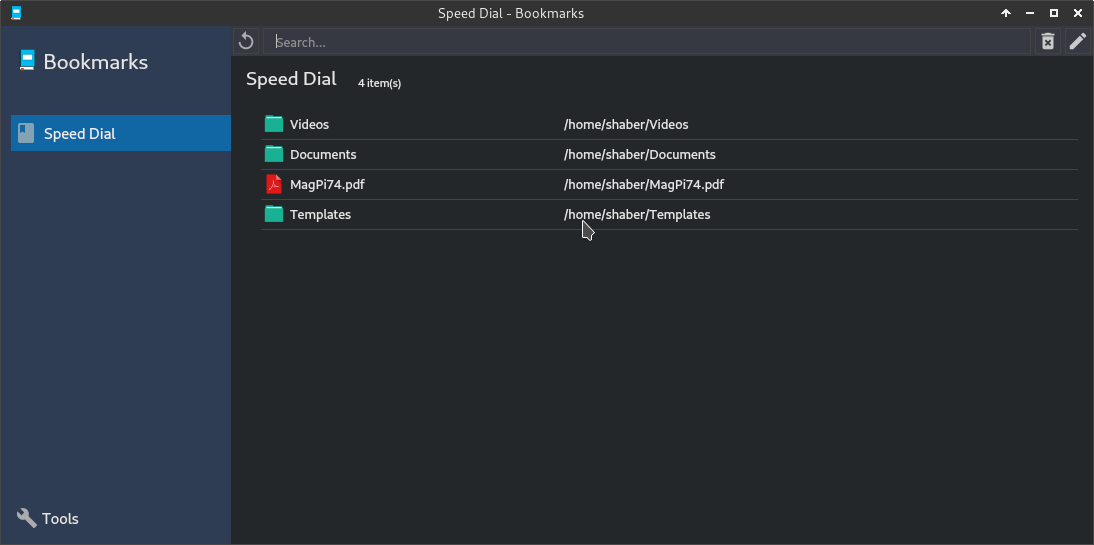 Speed Dial - Bookmarks
Bookmarks
Search...
Speed Dial 4 item(s)
Speed Dial
Videos /home/shaber/Videos
Documents /home/shaber/Documents
MagPi74.pdf /home/shaber/MagPi74.pdf
Templates /home/shaber/Templates
Tools